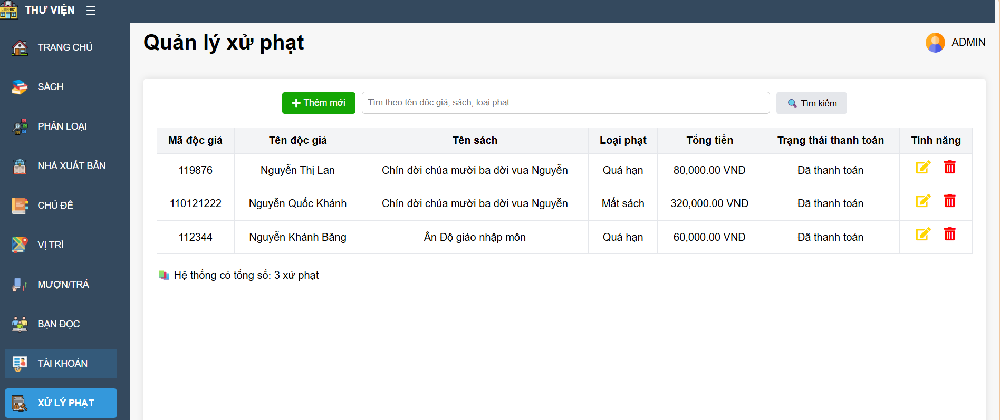 LIBRARY
THƯ VIỆN
TRANG CHỦ
SÁCH
PHÂN LOẠI
NHÀ XUẤT BẢN
CHỦ ĐỀ
VỊ TRÍ
MƯỢN/TRẢ
BẠN ĐỌC
TÀI KHOẢN
XỬ LÝ PHẠT
Quản lý xử phạt
ADMIN
Thêm mới
Tìm theo tên độc giả, sách, loại phạt...
Tìm kiếm
Mã độc giả Tên độc giả Tên sách Loại phạt Tổng tiền Trạng thái thanh toán Tính năng
119876 Nguyễn Thị Lan Chín đời chúa mười ba đời vua Nguyễn Quá hạn 80,000.00 VNĐ Đã thanh toán
110121222 Nguyễn Quốc Khánh Chín đời chúa mười ba đời vua Nguyễn Mất sách 320,000.00 VNĐ Đã thanh toán
112344 Nguyễn Khánh Băng Ấn Độ giáo nhập môn Quá hạn 60,000.00 VNĐ Đã thanh toán
Hệ thống có tổng số: 3 xử phạt